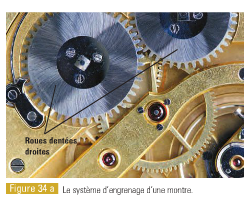 Roues dentées
droites
Figure 34 a Le système d'engrenage d'une montre.